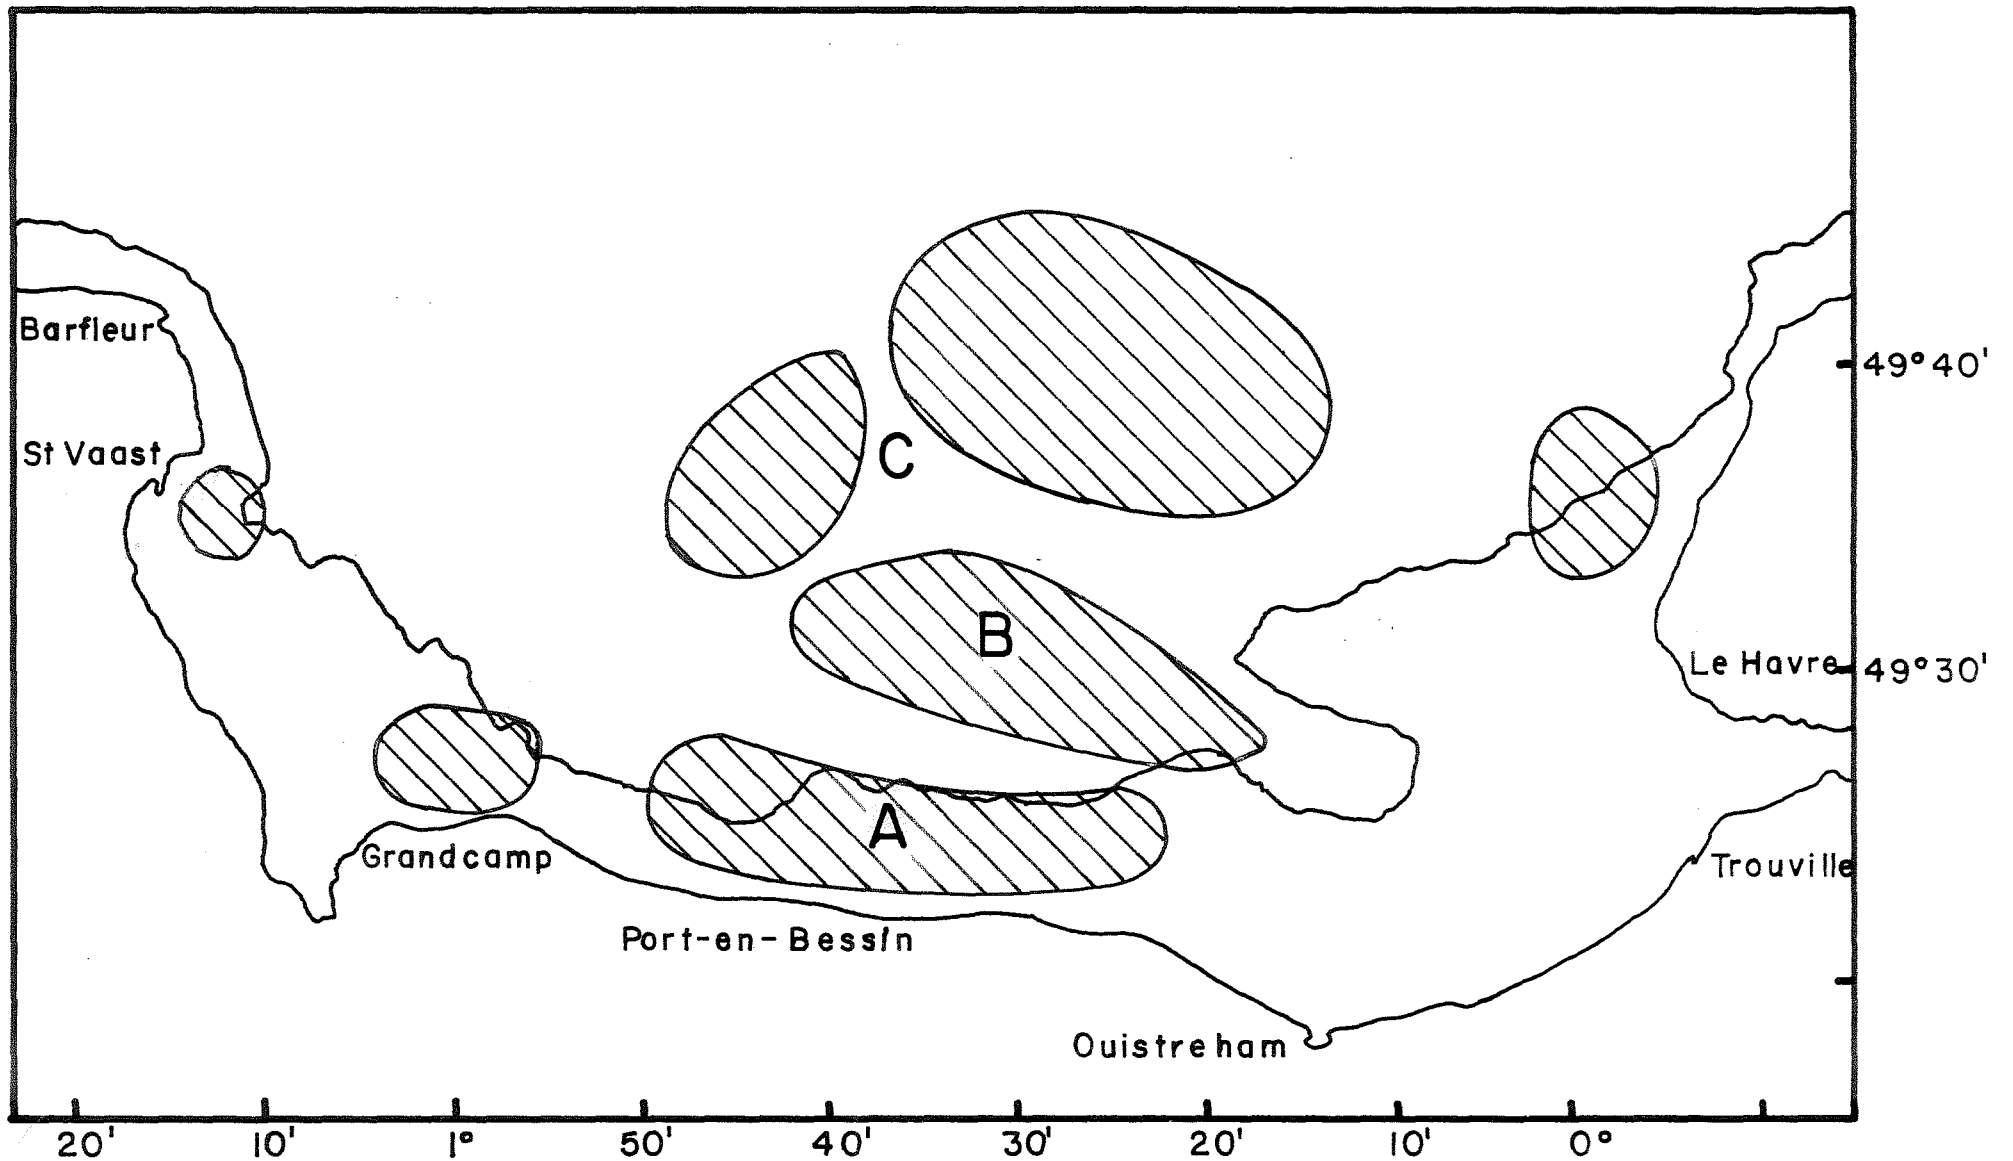 Barfleur
49°40'
St Vaast
C
B
Le Havre
49°30'
A
Grandcamp
Trouville
Port-en-Bessin
Ouistreham
20' 10' 1° 50' 40' 30' 20' 10' 0°